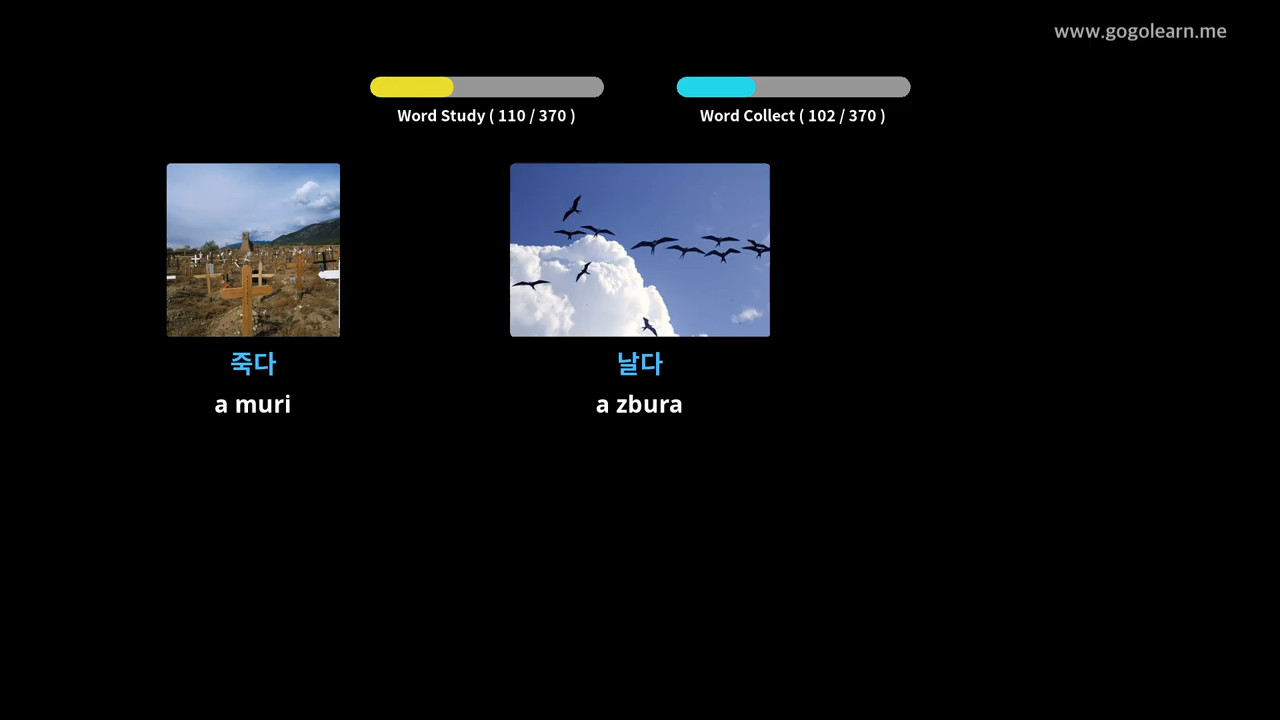 www.gogolearn.me
Word Study ( 110 / 370 )
Word Collect ( 102 / 370 )
죽다
a muri
날다
a zbura